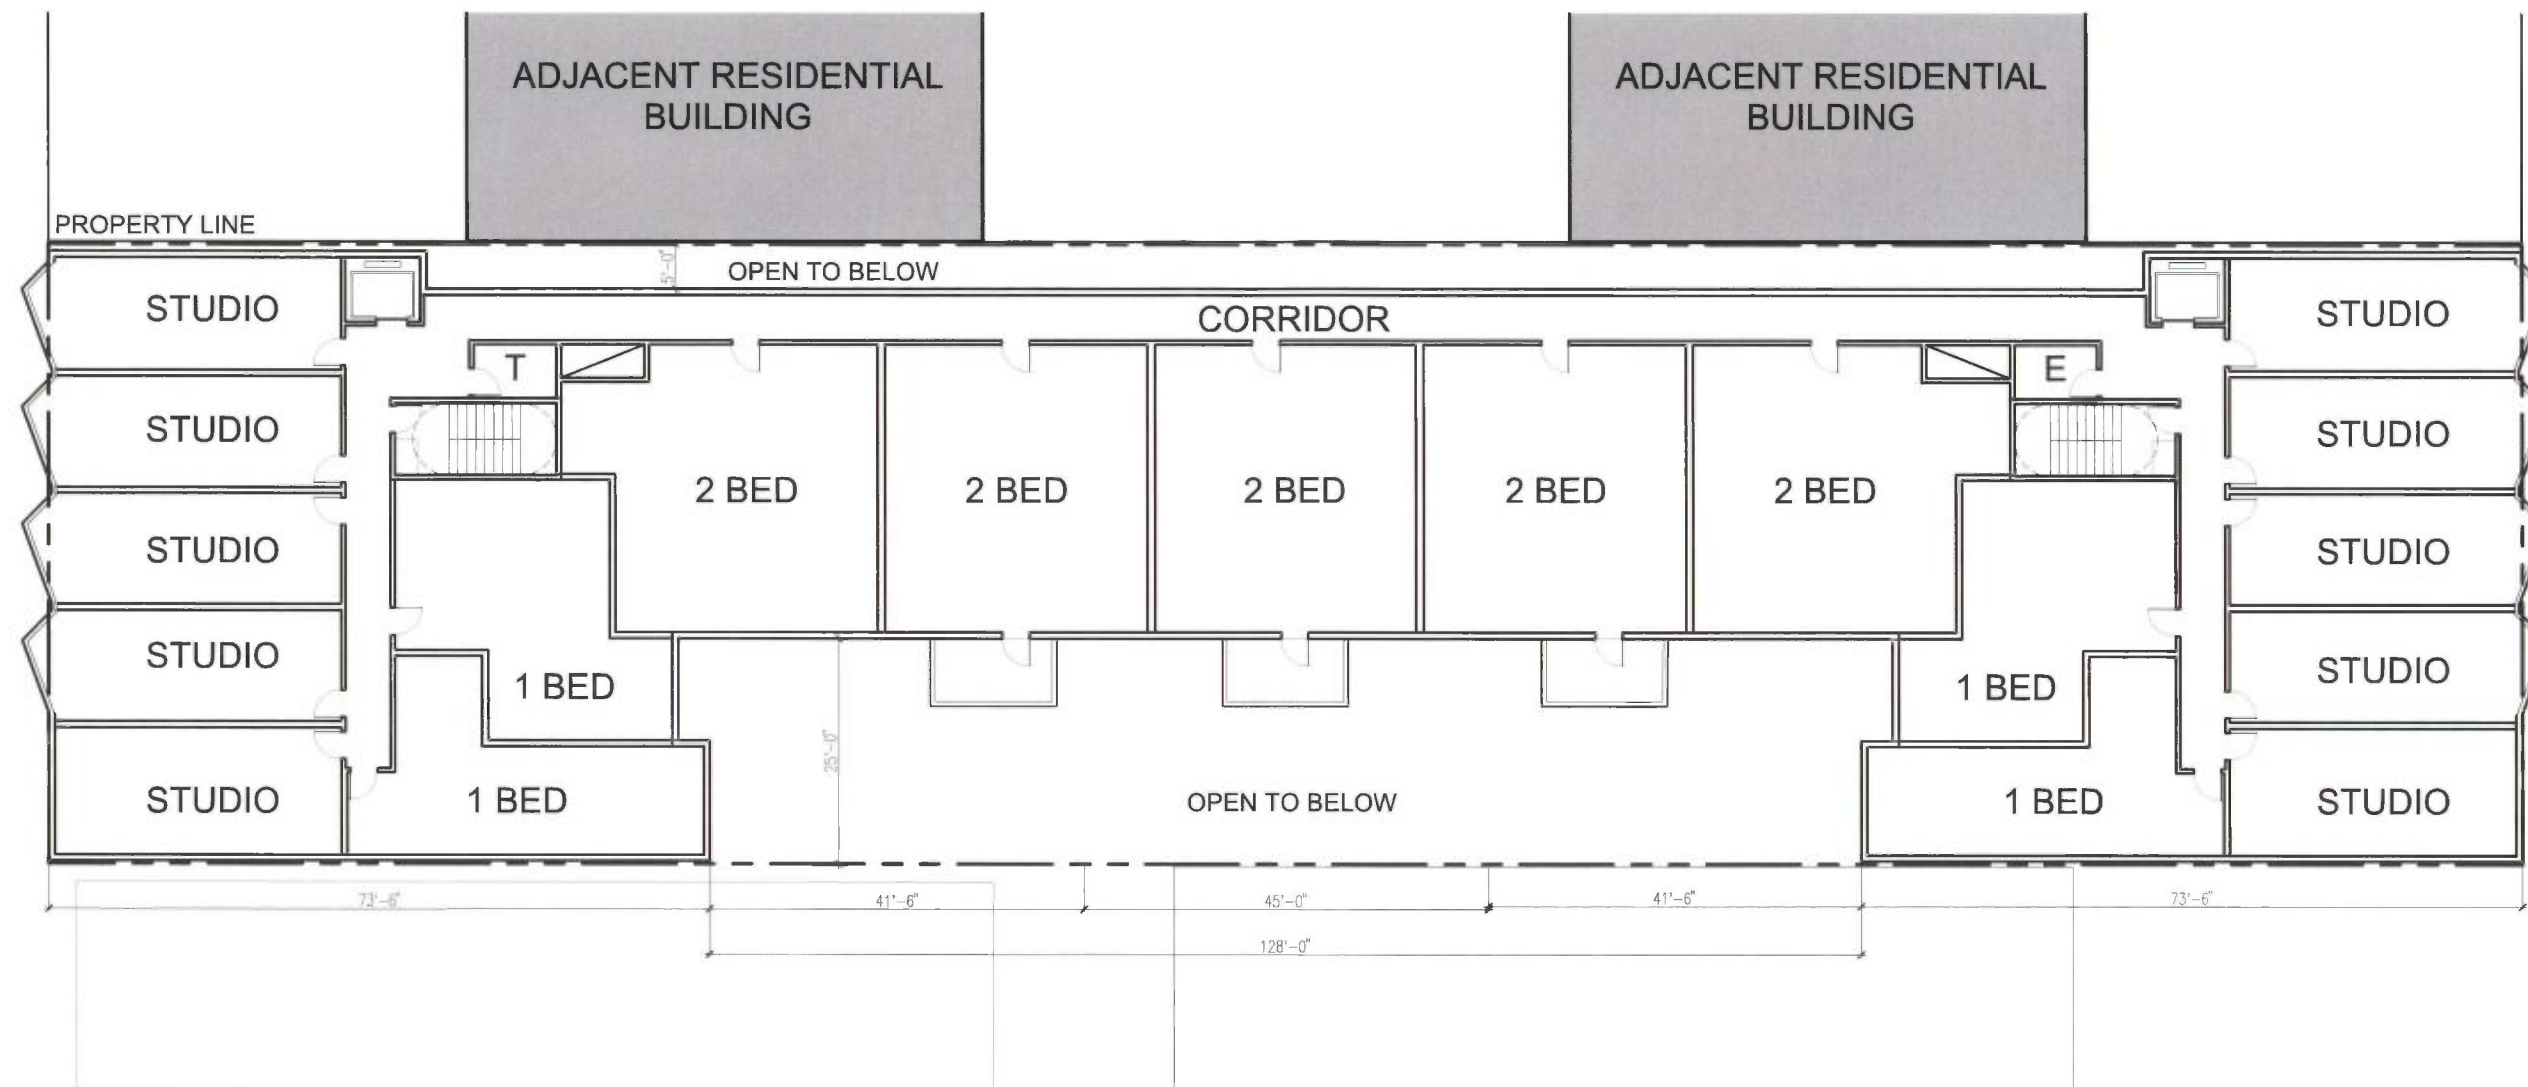 ADJACENT RESIDENTIAL
BUILDING
ADJACENT RESIDENTIAL
BUILDING
PROPERTY LINE
5'-0"
OPEN TO BELOW
CORRIDOR
STUDIO
STUDIO
T
E
STUDIO
STUDIO
2 BED
2 BED
2 BED
2 BED
2 BED
STUDIO
STUDIO
STUDIO
1 BED
1 BED
STUDIO
25'-0"
STUDIO
1 BED
OPEN TO BELOW
1 BED
STUDIO
73'-6"
41'-6"
45'-0"
41'-6"
73'-6"
128'-0"